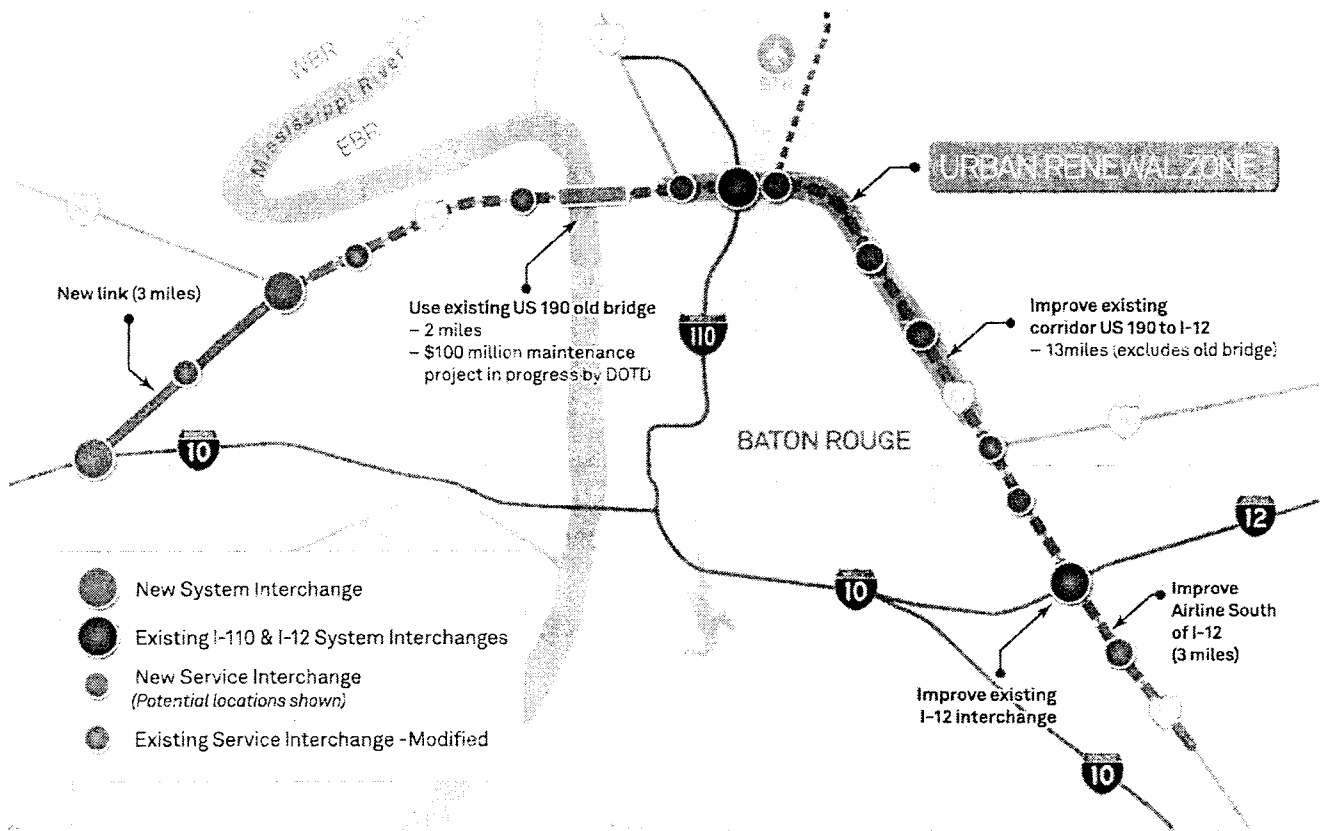 WBR
Mississippi River
EBR
URBAN RENEWAL ZONE
New link (3 miles)
Use existing US 190 old bridge
– 2 miles
– $100 million maintenance
project in progress by DOTD
110
Improve existing
corridor US 190 to I-12
– 13miles (excludes old bridge)
10
BATON ROUGE
12
10
Improve
Airline South
of I-12
(3 miles)
Improve existing
I-12 interchange
10
New System Interchange
Existing I-110 & I-12 System Interchanges
New Service Interchange
(Potential locations shown)
Existing Service Interchange -Modified